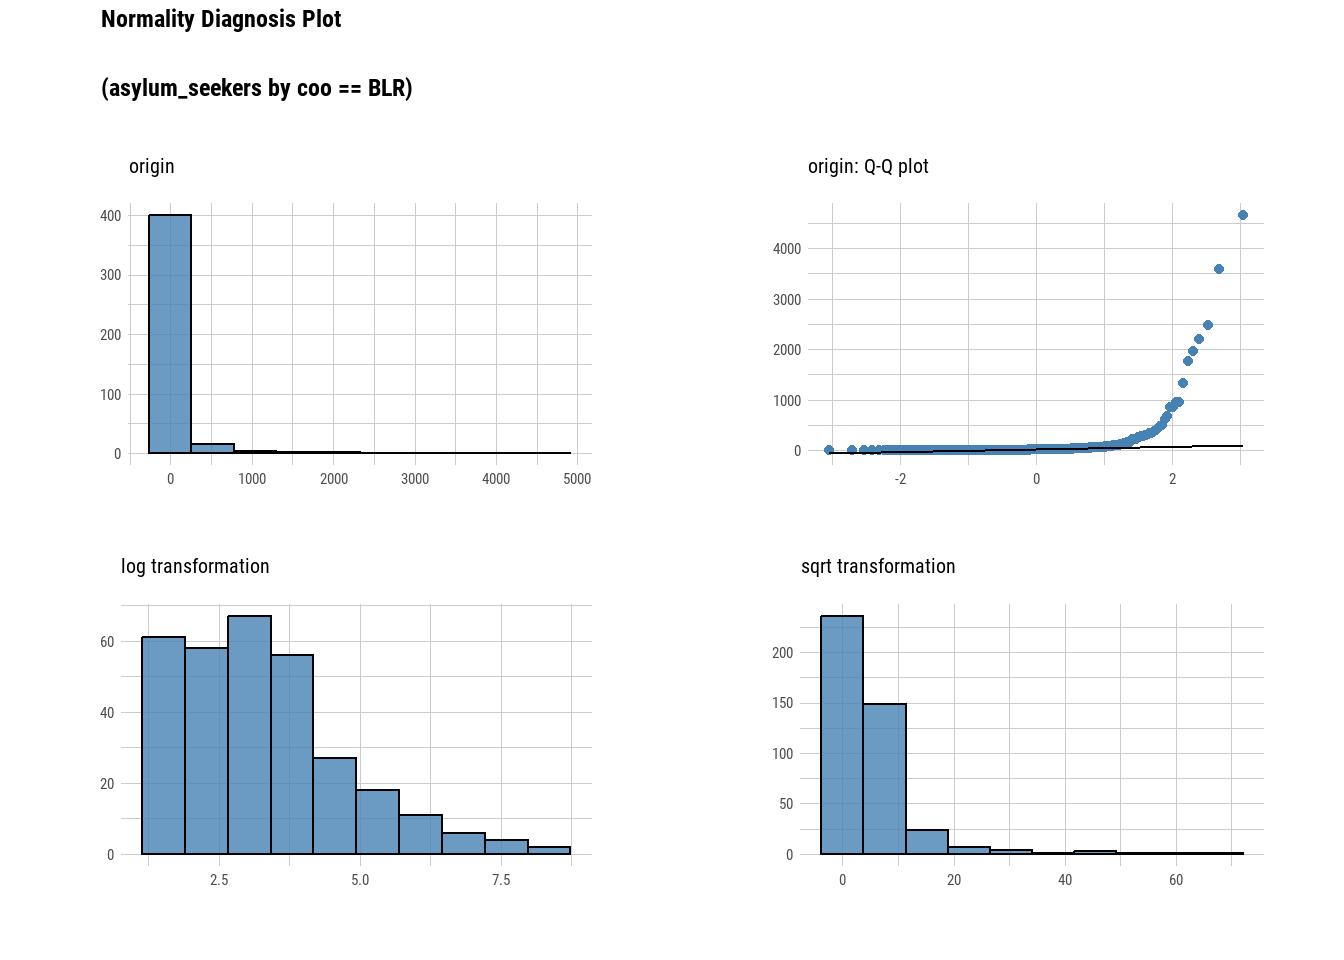 Normality Diagnosis Plot
(asylum_seekers by coo == BLR)
origin
400
300
200
100
0
0 1000 2000 3000 4000 5000
origin: Q-Q plot
4000
3000
2000
1000
0
-2 0 2
log transformation
60
40
20
0
2.5 5.0 7.5
sqrt transformation
200
150
100
50
0
0 20 40 60